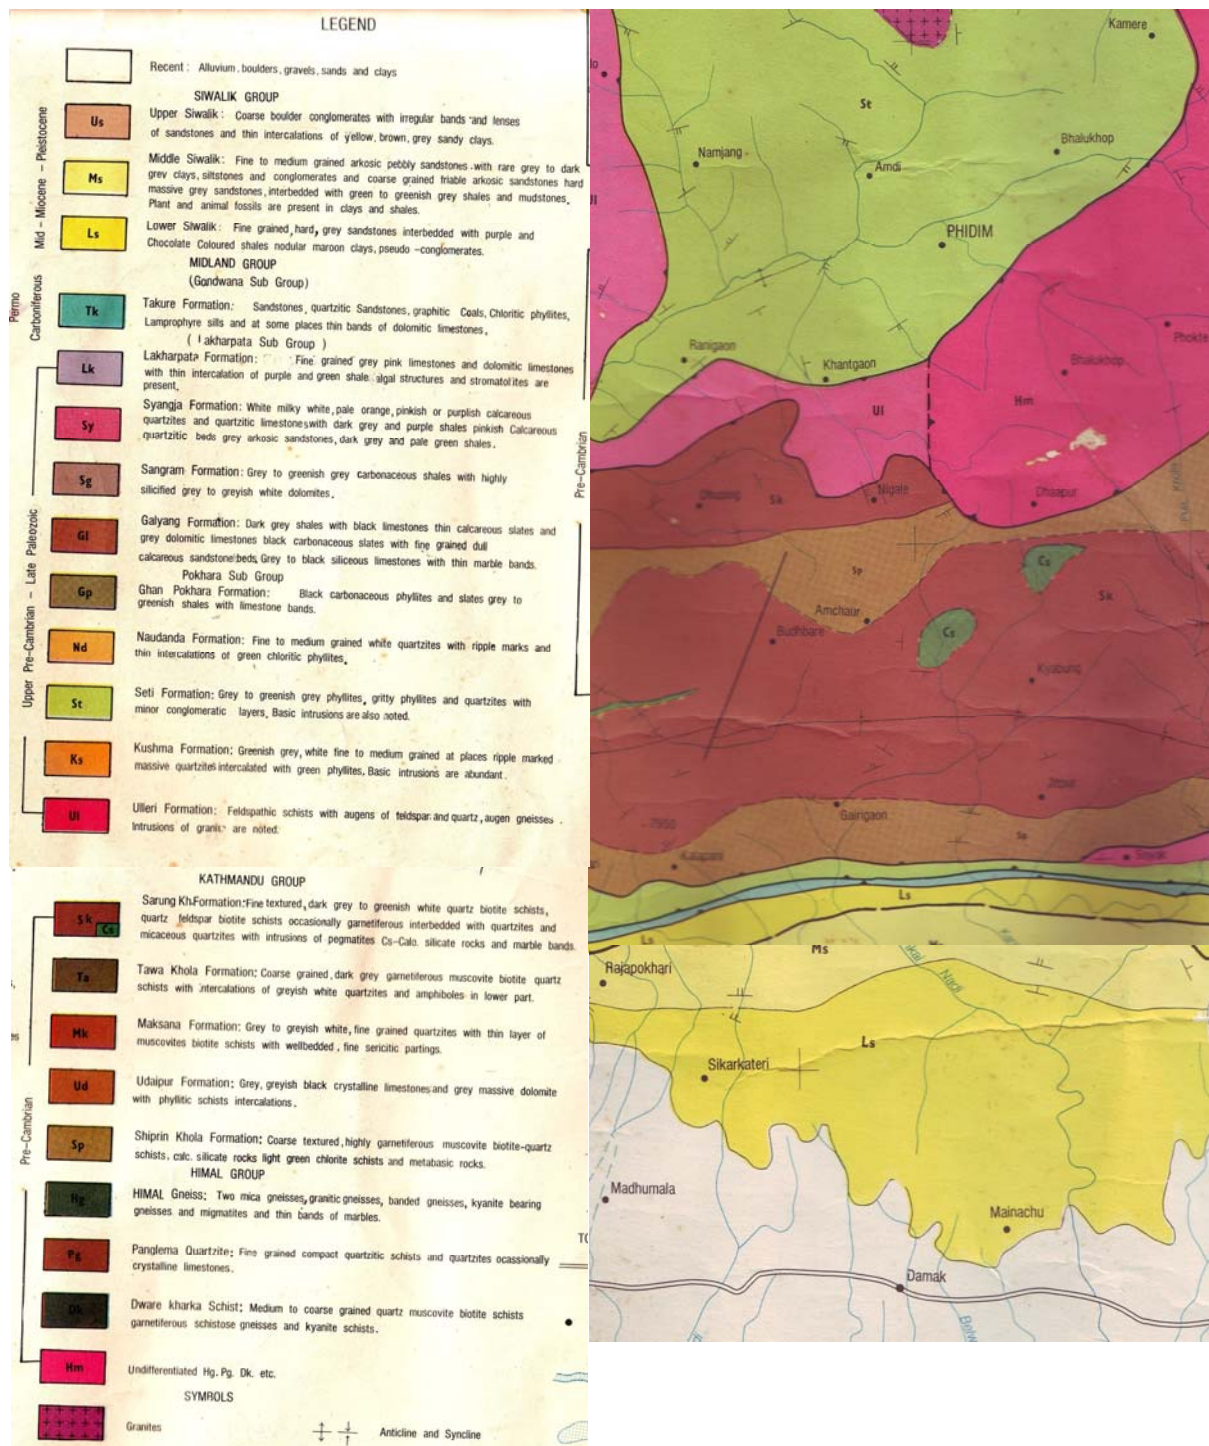 LEGEND
Recent : Alluvium, boulders, gravels, sands and clays
SIWALIK GROUP
Mid – Miocene – Pleistocene
Us
Upper Siwalik : Coarse boulder conglomerates with irregular bands and lenses
of sandstones and thin intercalations of yellow, brown, grey sandy clays.
Ms
Middle Siwalik: Fine to medium grained arkosic pebbly sandstones, with rare grey to dark
grey clays, siltstones and conglomerates and coarse grained friable arkosic sandstones hard
massive grey sandstones, interbedded with green to greenish grey shales and mudstones.
Plant and animal fossils are present in clays and shales.
Ls
Lower Siwalik: Fine grained, hard, grey sandstones interbedded with purple and
Chocolate Coloured shales nodular maroon clays, pseudo-conglomerates.
MIDLAND GROUP
(Gondwana Sub Group)
Permo
Carboniferous
Tk
Takure Formation: Sandstones, quartzitic Sandstones, graphitic Coals, Chloritic phyllites,
Lamprophyre sills and at some places thin bands of dolomitic limestones,
( Lakharpata Sub Group )
Lk
Lakharpata Formation: Fine grained grey pink limestones and dolomitic limestones
with thin intercalation of purple and green shale algal structures and stromatolites are
present.
Sy
Syangja Formation: White milky white, pale orange, pinkish or purplish calcareous
quartzites and quartzitic limestones with dark grey and purple shales pinkish Calcareous
quartzitic beds grey arkosic sandstones, dark grey and pale green shales.
Sg
Sangram Formation: Grey to greenish grey carbonaceous shales with highly
silicified grey to greyish white dolomites.
Upper Pre-Cambrian – Late Paleozoic
Gl
Galyang Formation: Dark grey shales with black limestones thin calcareous slates and
grey dolomitic limestones black carbonaceous slates with fine grained dull
calcareous sandstone beds, Grey to black siliceous limestones with thin marble bands.
Pokhara Sub Group
Gp
Ghan Pokhara Formation: Black carbonaceous phyllites and slates grey to
greenish shales with limestone bands.
Nd
Naudanda Formation: Fine to medium grained white quartzites with ripple marks and
thin intercalations of green chloritic phyllites.
St
Seti Formation: Grey to greenish grey phyllites, gritty phyllites and quartzites with
minor conglomeratic layers, Basic intrusions are also noted.
Ks
Kushma Formation: Greenish grey, white fine to medium grained at places ripple marked
massive quartzites intercalated with green phyllites, Basic intrusions are abundant.
Ul
Ulleri Formation: Feldspathic schists with augens of feldspar and quartz, augen gneisses.
Intrusions of granit are noted.
KATHMANDU GROUP
Sk
Cs
Sarung Kh.Formation: Fine textured, dark grey to greenish white quartz biotite schists,
quartz feldspar biotite schists occasionally garnetiferous interbedded with quartzites and
micaceous quartzites with intrusions of pegmatites Cs-Calc. silicate rocks and marble bands.
Ta
Tawa Khola Formation: Coarse grained, dark grey garnetiferous muscovite biotite quartz
schists with intercalations of greyish white quartzites and amphiboles in lower part.
Mk
Maksana Formation: Grey to greyish white, fine grained quartzites with thin layer of
muscovites biotite schists with wellbedded, fine sericitic partings.
Ud
Udaipur Formation: Grey, greyish black crystalline limestones and grey massive dolomite
with phyllitic schists intercalations.
Pre-Cambrian
Sp
Shiprin Khola Formation: Coarse textured, highly garnetiferous muscovite biotite-quartz
schists, calc. silicate rocks light green chlorite schists and metabasic rocks.
HIMAL GROUP
Hg
HIMAL Gneiss: Two mica gneisses, granitic gneisses, banded gneisses, kyanite bearing
gneisses and migmatites and thin bands of marbles.
Pg
Panglema Quartzite: Fine grained compact quartzitic schists and quartzites ocassionally
crystalline limestones.
Dk
Dware kharka Schist: Medium to coarse grained quartz muscovite biotite schists
garnetiferous schistose gneisses and kyanite schists.
Hm
Undifferentiated Hg. Pg. Dk. etc.
SYMBOLS
Granites
Anticline and Syncline
Pre-Cambrian
TO
Kamere
St
Namjang
Amdi
Bhalukhop
Ul
PHIDIM
Phokte
Ranigaon
Khantgaon
Bhalukhop
Ul
Hm
Sk
Nigale
Dhaapur
Sp
Cs
Sk
Amchaur
Budhbare
Cs
Kyabung
Gairigaon
Sp
Kalapani
Ls
Ls
Ms
Rajapokhari
Nadi
Ls
Sikarkateri
Madhumala
Mainachu
Damak